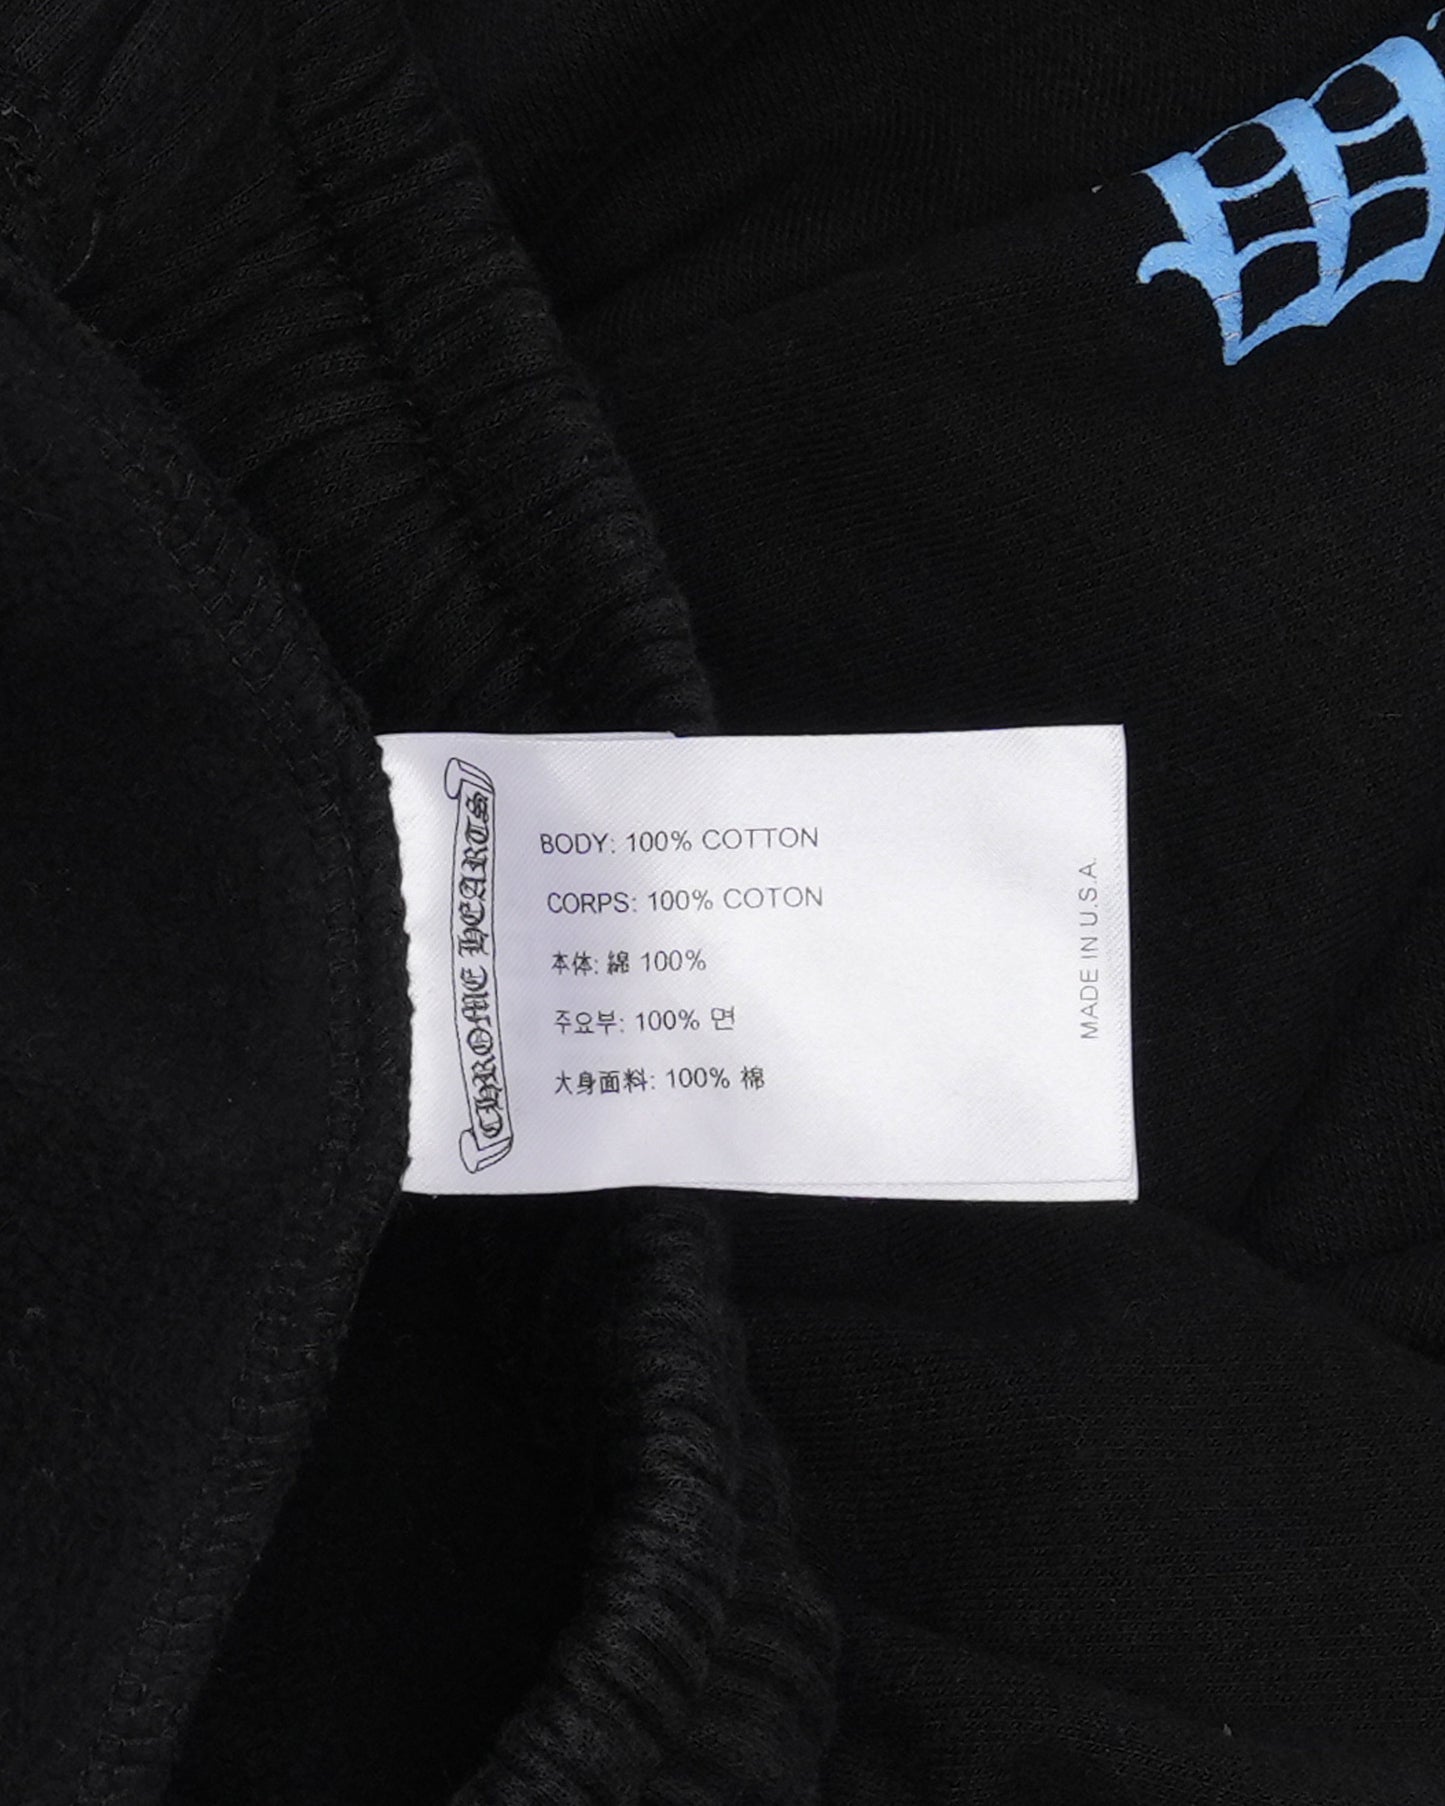 CHROME HEARTS
BODY: 100% COTTON
CORPS: 100% COTON
本体: 綿 100%
주요부: 100% 면
大身面料: 100% 棉
MADE IN U.S.A.